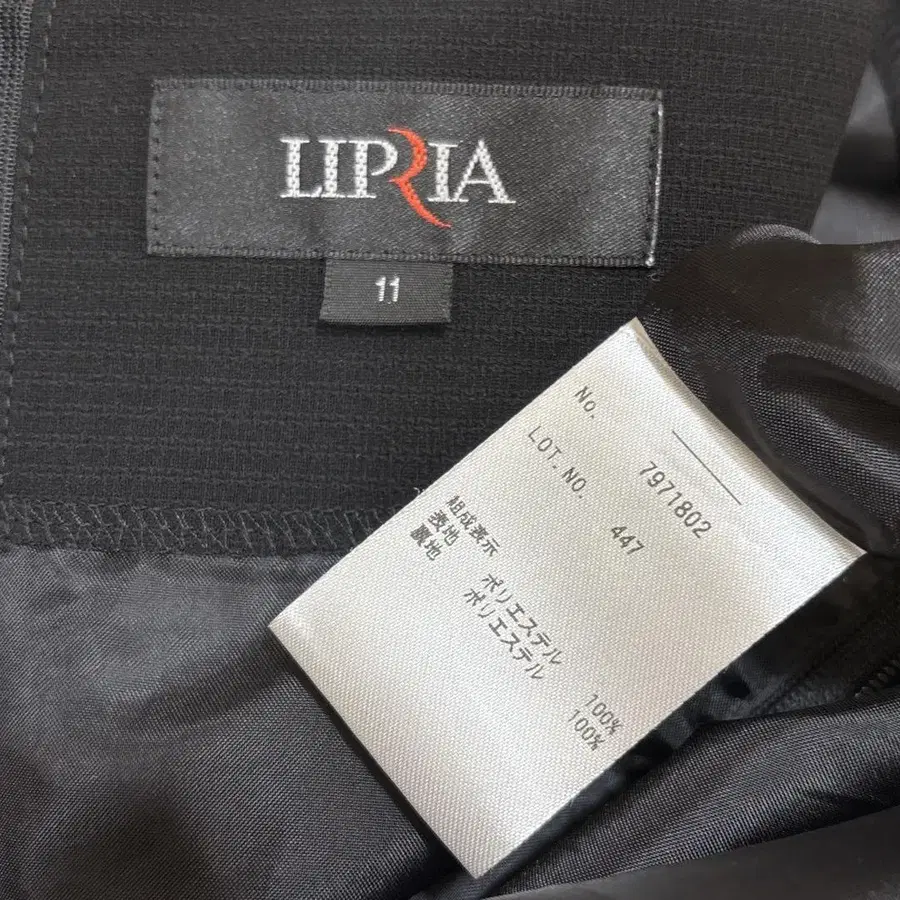 LIPRIA
11
No. 7971802
LOT.NO. 447
組成表示
表地 ポリエステル 100%
裏地 ポリエステル 100%